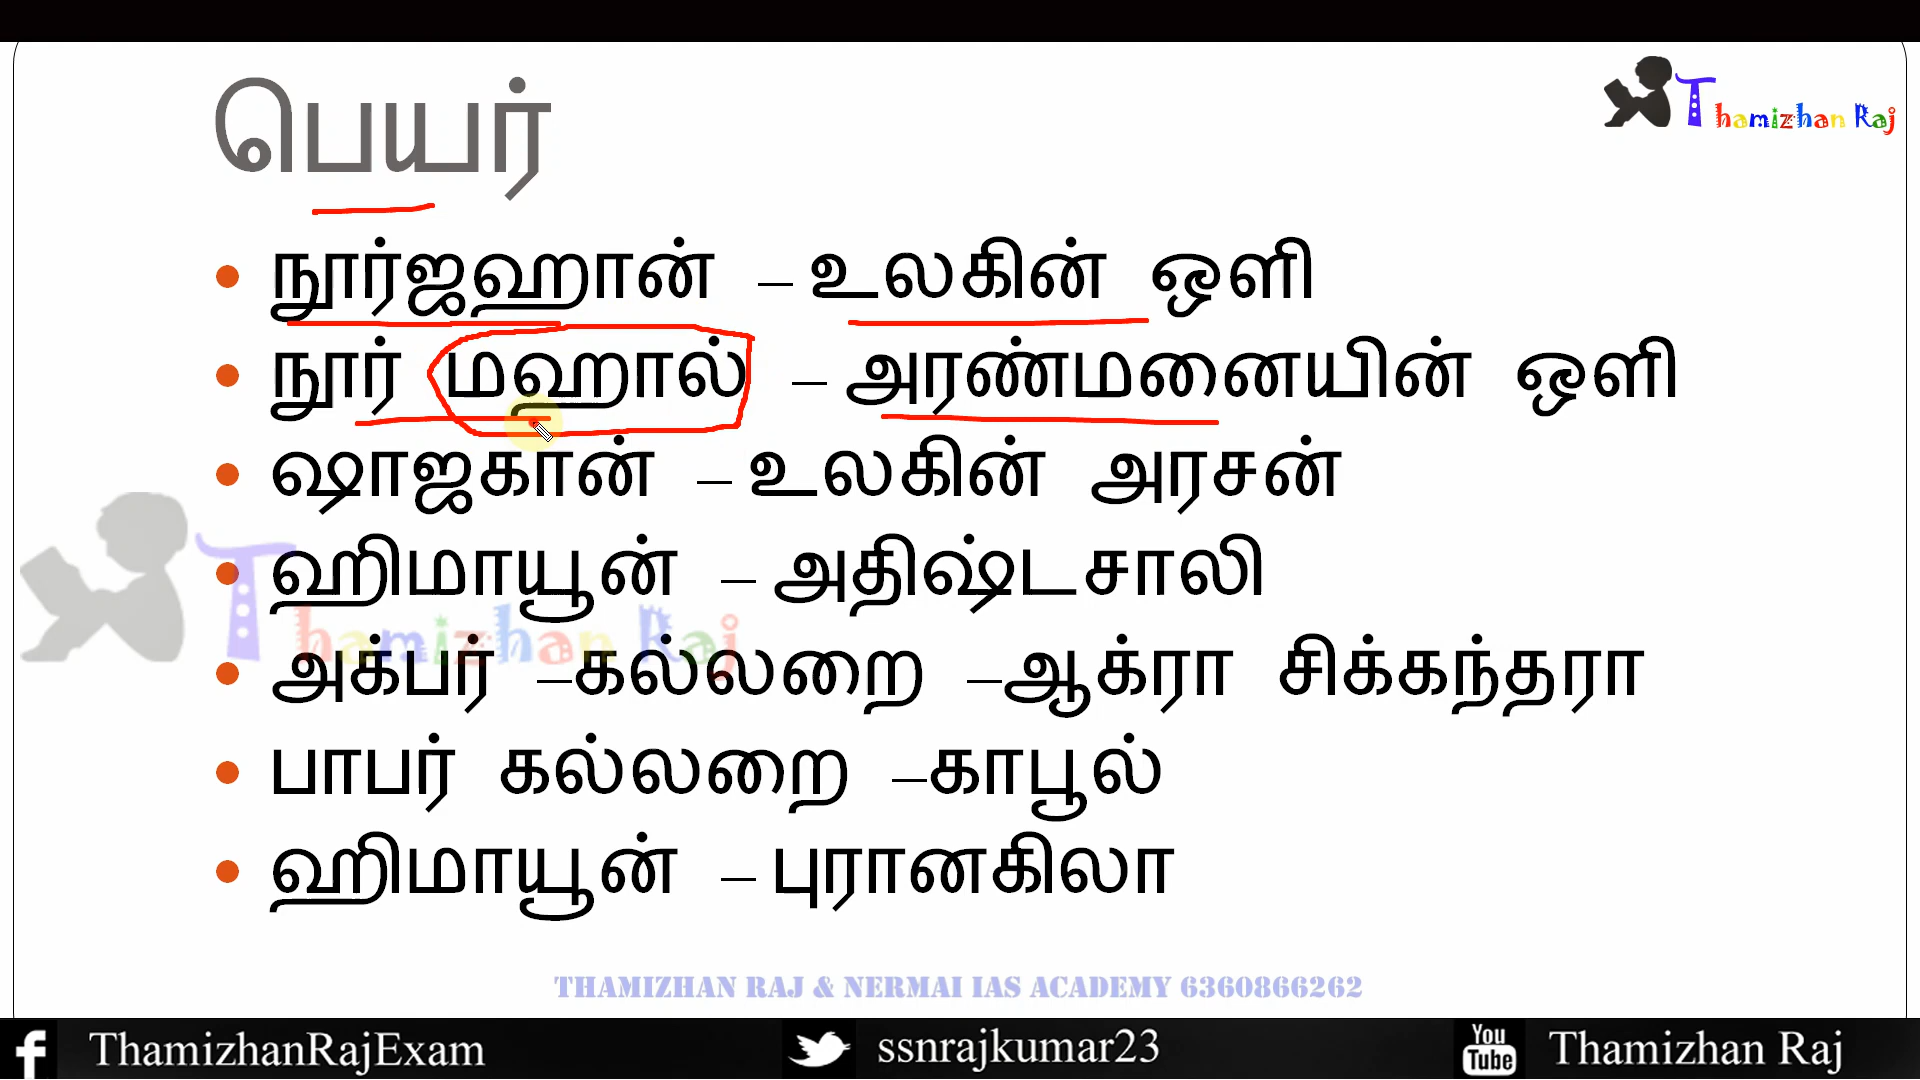 பெயர்
Thamizhan Raj
• நூர்ஜஹான் – உலகின் ஒளி
• நூர் மஹால் – அரண்மனையின் ஒளி
• ஷாஜகான் – உலகின் அரசன்
• ஹிமாயூன் – அதிஷ்டசாலி
Thamizhan Raj
• அக்பர் –கல்லறை –ஆக்ரா சிக்கந்தரா
• பாபர் கல்லறை –காபூல்
• ஹிமாயூன் – புரானகிலா
THAMIZHAN RAJ & NERMAI IAS ACADEMY 6360866262
f ThamizhanRajExam ssnrajkumar23 You Tube Thamizhan Raj